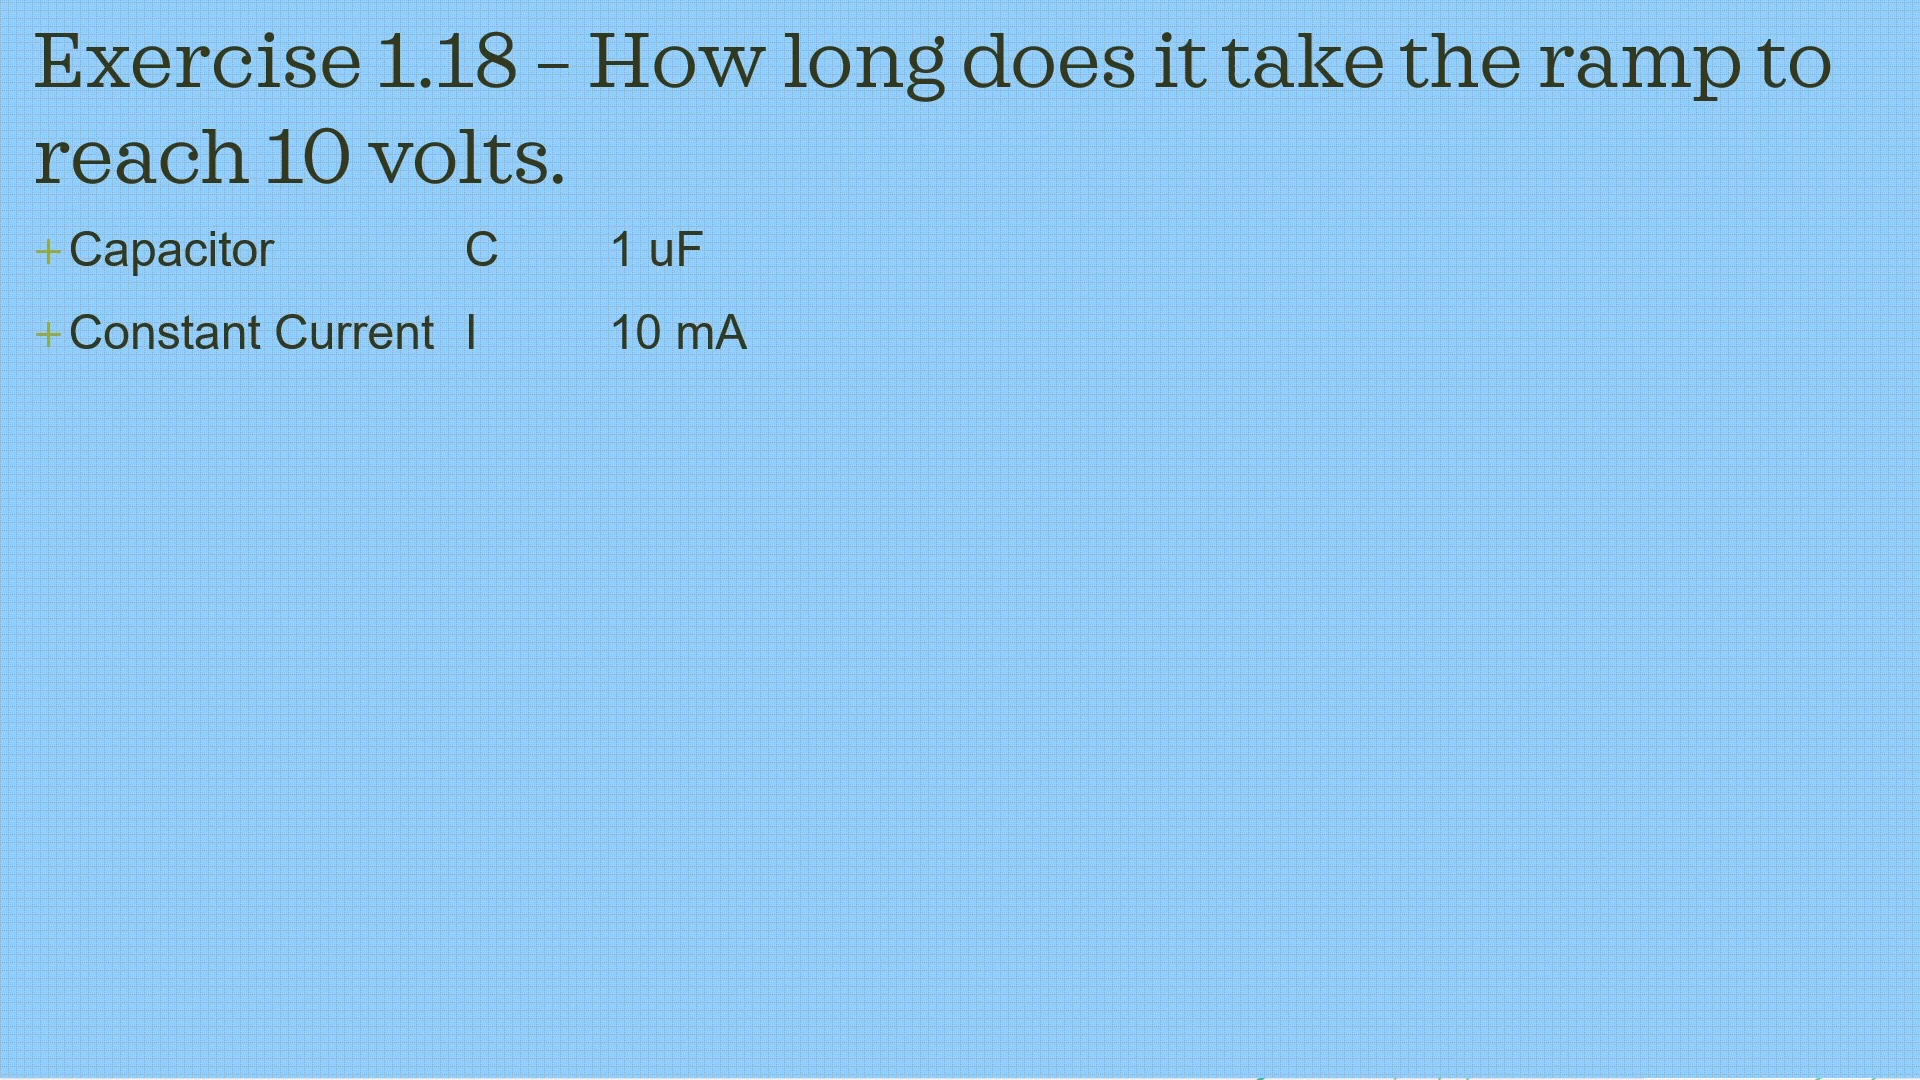 Exercise 1.18 – How long does it take the ramp to
reach 10 volts.
+ Capacitor C 1 uF
+ Constant Current I 10 mA